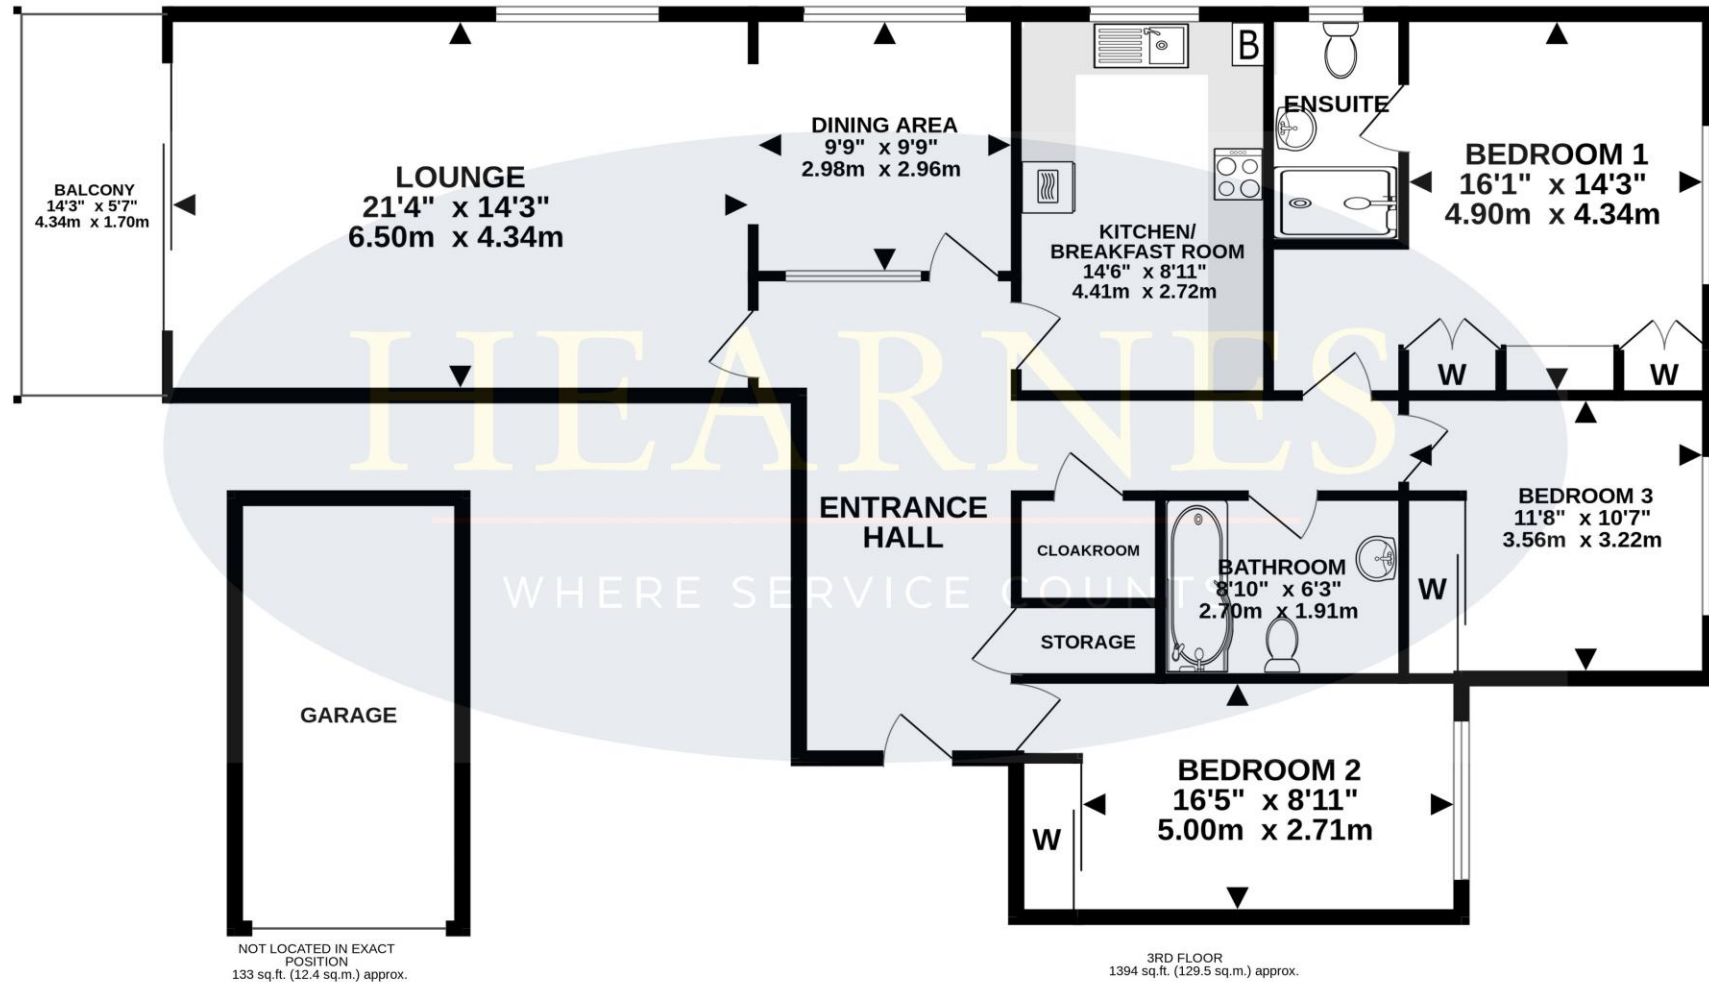 BALCONY
14'3" x 5'7"
4.34m x 1.70m
LOUNGE
21'4" x 14'3"
6.50m x 4.34m
DINING AREA
9'9" x 9'9"
2.98m x 2.96m
B
KITCHEN/
BREAKFAST ROOM
14'6" x 8'11"
4.41m x 2.72m
ENSUITE
BEDROOM 1
16'1" x 14'3"
4.90m x 4.34m
W
W
HEARNES
WHERE SERVICE COUNTS
ENTRANCE
HALL
CLOAKROOM
STORAGE
BATHROOM
8'10" x 6'3"
2.70m x 1.91m
W
BEDROOM 3
11'8" x 10'7"
3.56m x 3.22m
GARAGE
W
BEDROOM 2
16'5" x 8'11"
5.00m x 2.71m
NOT LOCATED IN EXACT
POSITION
133 sq.ft. (12.4 sq.m.) approx.
3RD FLOOR
1394 sq.ft. (129.5 sq.m.) approx.